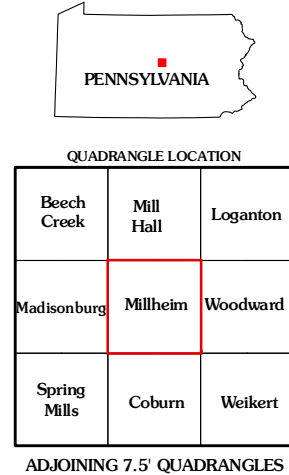 PENNSYLVANIA
QUADRANGLE LOCATION
Beech
Creek
Mill
Hall
Loganton
Madisonburg
Millheim
Woodward
Spring
Mills
Coburn
Weikert
ADJOINING 7.5' QUADRANGLES